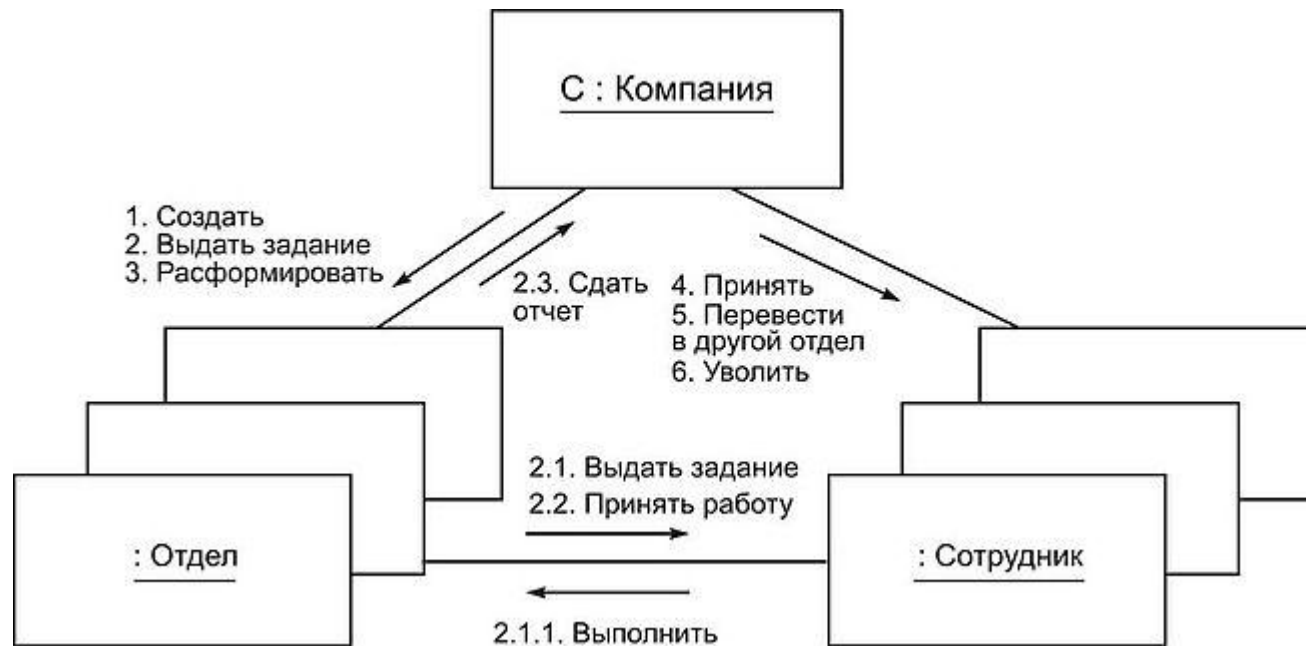 С : Компания
1. Создать
2. Выдать задание
3. Расформировать
2.3. Сдать
отчет
4. Принять
5. Перевести
в другой отдел
6. Уволить
2.1. Выдать задание
2.2. Принять работу
: Отдел
: Сотрудник
2.1.1. Выполнить